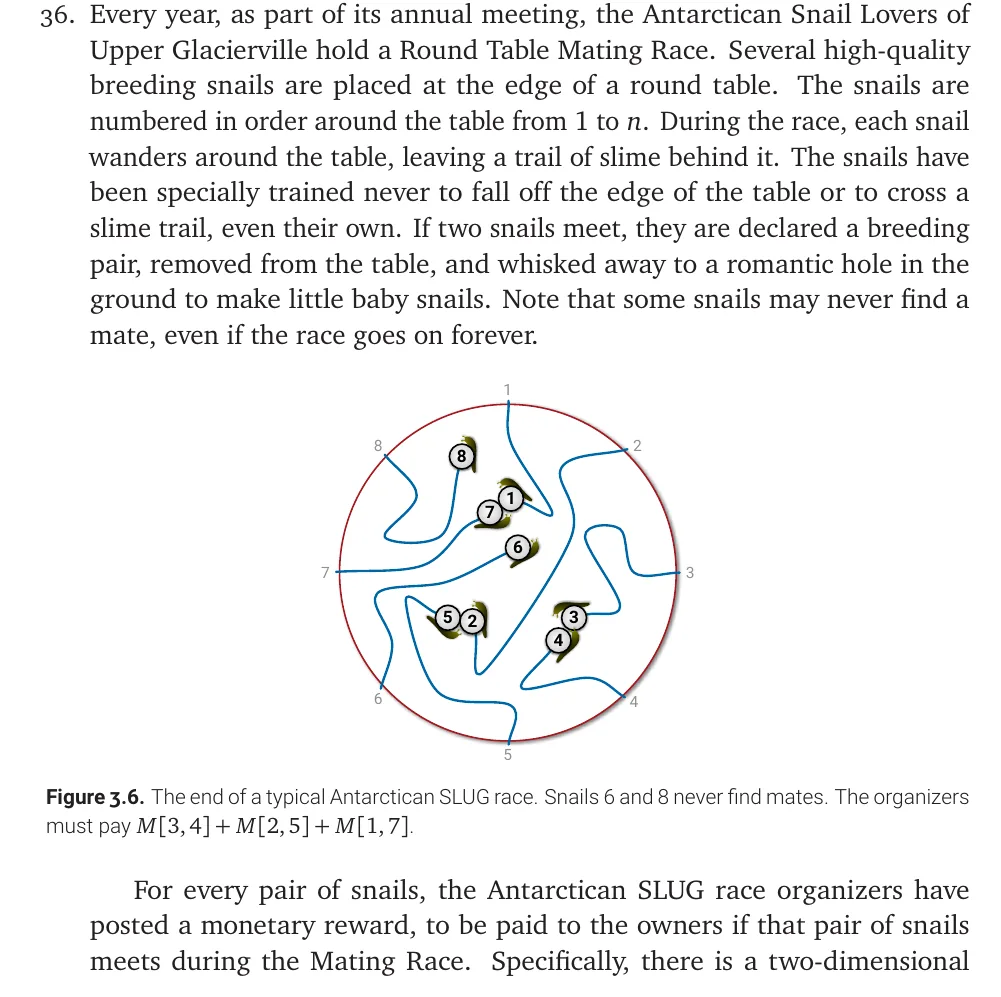 36. Every year, as part of its annual meeting, the Antarctican Snail Lovers of
Upper Glacierville hold a Round Table Mating Race. Several high-quality
breeding snails are placed at the edge of a round table. The snails are
numbered in order around the table from 1 to n. During the race, each snail
wanders around the table, leaving a trail of slime behind it. The snails have
been specially trained never to fall off the edge of the table or to cross a
slime trail, even their own. If two snails meet, they are declared a breeding
pair, removed from the table, and whisked away to a romantic hole in the
ground to make little baby snails. Note that some snails may never find a
mate, even if the race goes on forever.
1
8
2
8
1
7
6
7
3
5
2
3
4
6
4
5
Figure 3.6. The end of a typical Antarctican SLUG race. Snails 6 and 8 never find mates. The organizers
must pay M[3,4]+M[2,5]+M[1,7].
For every pair of snails, the Antarctican SLUG race organizers have
posted a monetary reward, to be paid to the owners if that pair of snails
meets during the Mating Race. Specifically, there is a two-dimensional